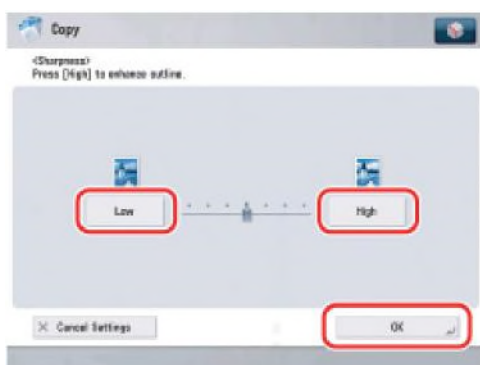 Copy
<Sharpness>
Press [High] to enhance outline.
Low
High
× Cancel Settings
OK